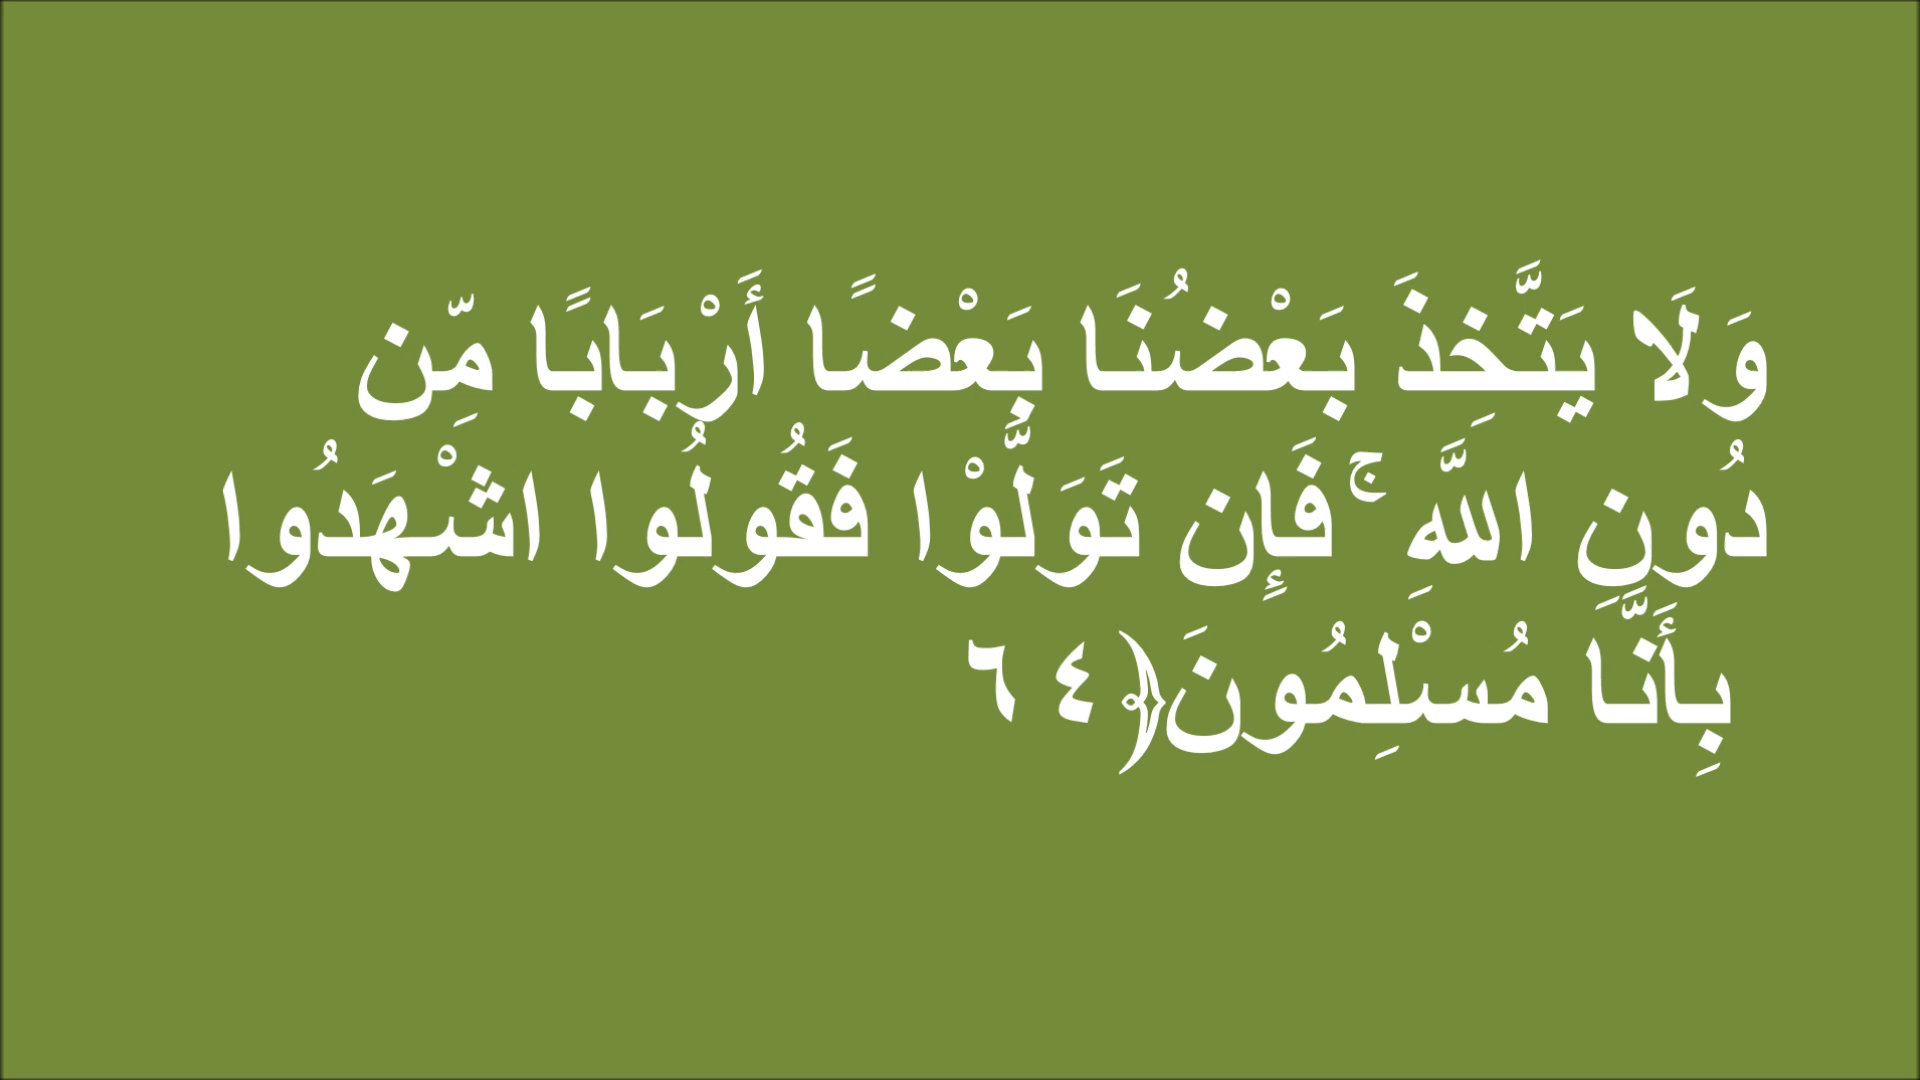 وَلَا يَتَّخِذَ بَعْضُنَا بَعْضًا أَرْبَابًا مِّن
دُونِ اللَّهِ ۚ فَإِن تَوَلَّوْا فَقُولُوا اشْهَدُوا
بِأَنَّا مُسْلِمُونَ﴿٦٤